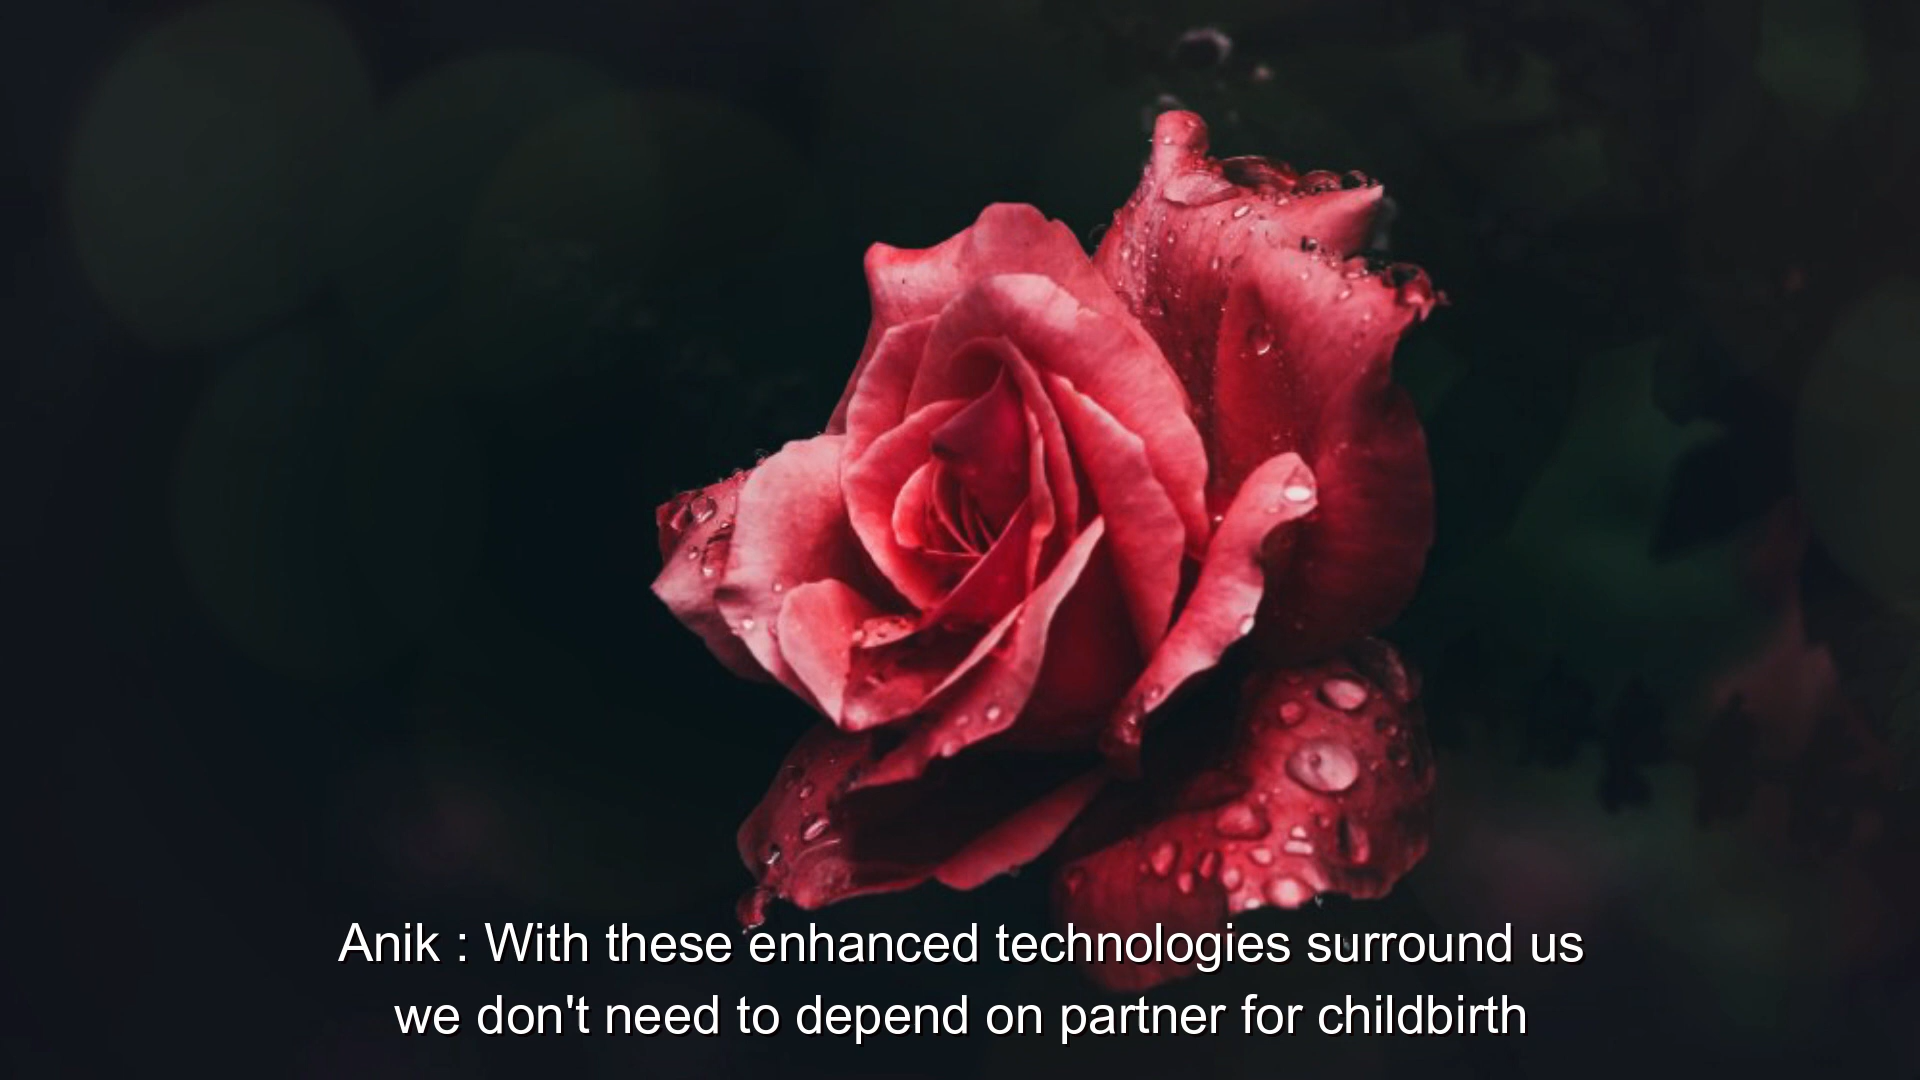 Anik : With these enhanced technologies surround us
we don't need to depend on partner for childbirth